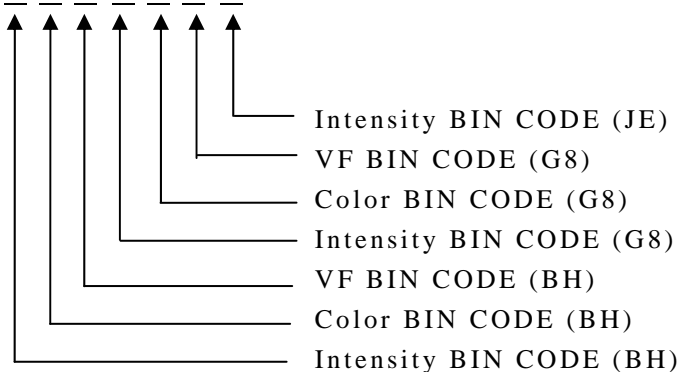 Intensity BIN CODE (JE)
VF BIN CODE (G8)
Color BIN CODE (G8)
Intensity BIN CODE (G8)
VF BIN CODE (BH)
Color BIN CODE (BH)
Intensity BIN CODE (BH)